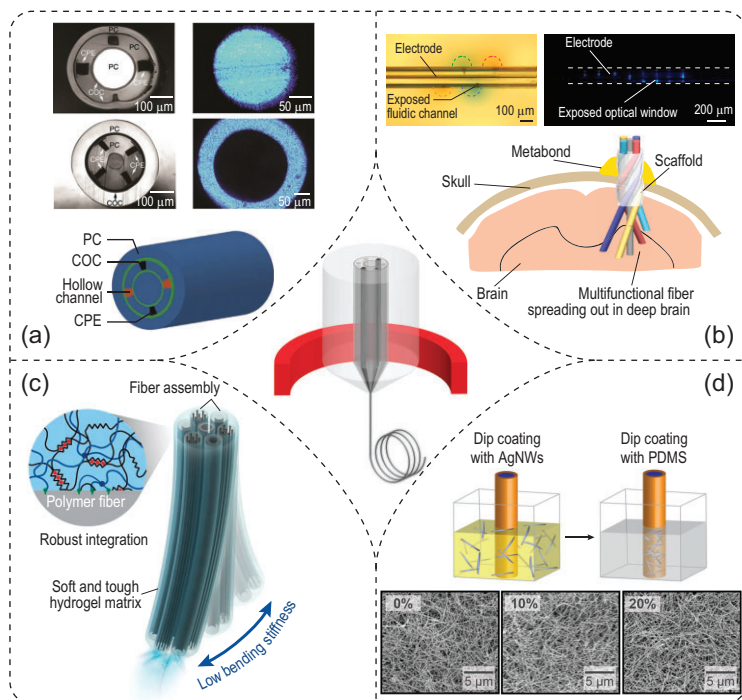 PC
CPE
PC
PC
COC
100 μm
50 μm
PC
CPE
CPE
COC
100 μm
50 μm
PC
COC
Hollow
channel
CPE
(a)
Electrode
Exposed
fluidic channel
100 μm
Electrode
Exposed optical window
200 μm
Metabond
Scaffold
Skull
Brain
Multifunctional fiber
spreading out in deep brain
(b)
(c)
Fiber assembly
Polymer fiber
Robust integration
Soft and tough
hydrogel matrix
Low bending stiffness
(d)
Dip coating
with AgNWs
Dip coating
with PDMS
0%
5 μm
10%
5 μm
20%
5 μm